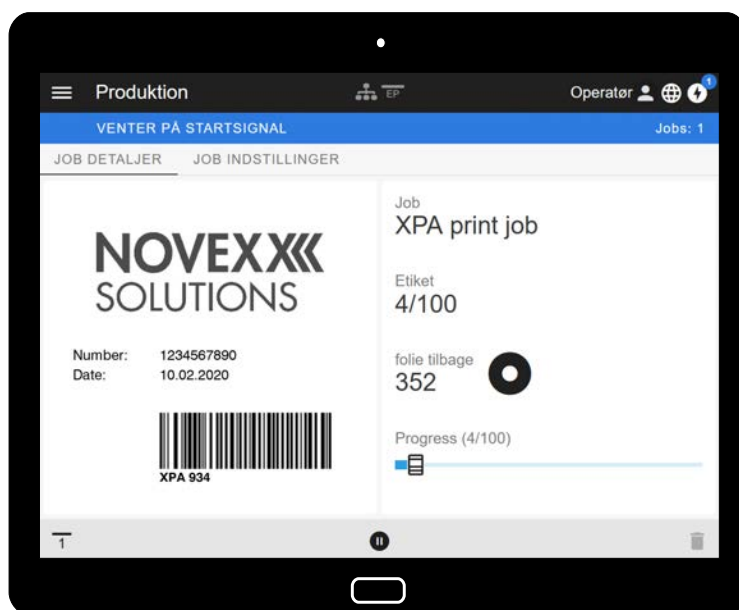 Produktion
EP
Operatør
1
VENTER PÅ STARTSIGNAL
Jobs: 1
JOB DETALJER
JOB INDSTILLINGER
NOVEXX
SOLUTIONS
Number: 1234567890
Date: 10.02.2020
XPA 934
Job
XPA print job
Etiket
4/100
folie tilbage
352
Progress (4/100)
1